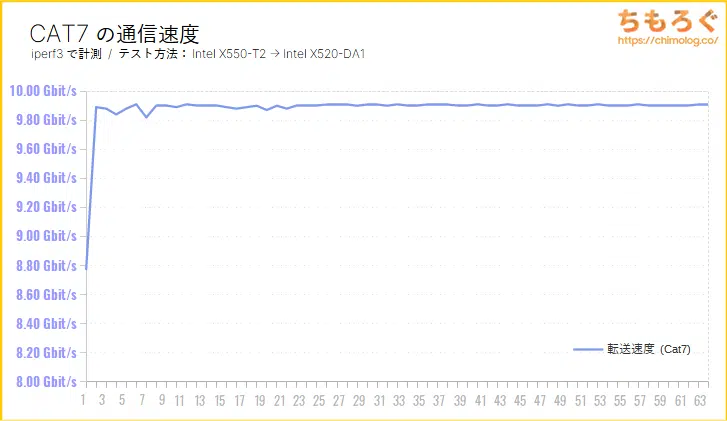 CAT7 の通信速度
ちもろぐ
https://chimolog.co/
iperf3 で計測 / テスト方法： Intel X550-T2 → Intel X520-DA1
10.00 Gbit/s
9.80 Gbit/s
9.60 Gbit/s
9.40 Gbit/s
9.20 Gbit/s
9.00 Gbit/s
8.80 Gbit/s
8.60 Gbit/s
8.40 Gbit/s
8.20 Gbit/s
8.00 Gbit/s
転送速度 (Cat7)
1 3 5 7 9 11 13 15 17 19 21 23 25 27 29 31 33 35 37 39 41 43 45 47 49 51 53 55 57 59 61 63